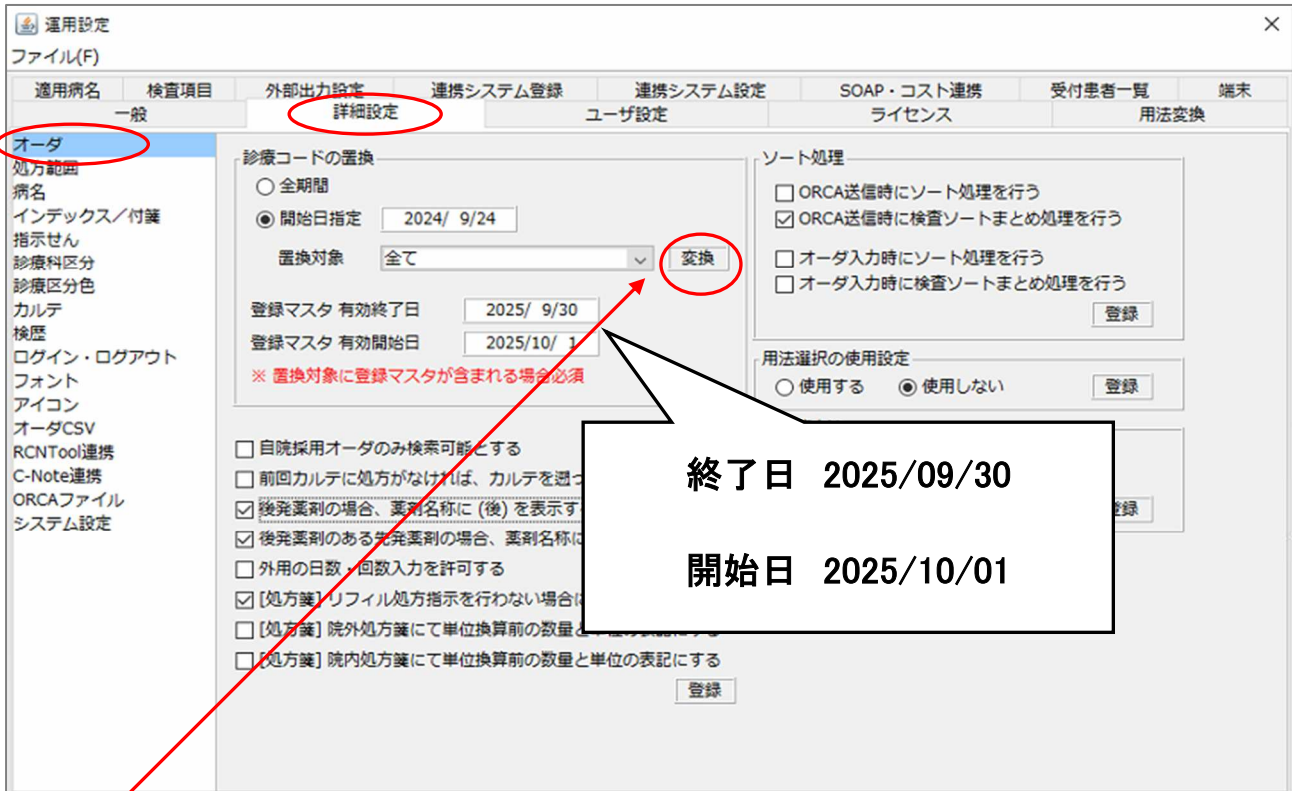 運用設定
ファイル(F)
適用病名 検査項目 外部出力設定 連携システム登録 連携システム設定 SOAP・コスト連携 受付患者一覧 端末
一般 詳細設定 ユーザ設定 ライセンス 用法変換
オーダ
処方範囲
病名
インデックス／付箋
指示せん
診療科区分
診療区分色
カルテ
検歴
ログイン・ログアウト
フォント
アイコン
オーダCSV
RCNTool連携
C-Note連携
ORCAファイル
システム設定
診療コードの置換
全期間
開始日指定 2024/ 9/24
置換対象 全て 変換
登録マスタ 有効終了日 2025/ 9/30
登録マスタ 有効開始日 2025/10/ 1
※ 置換対象に登録マスタが含まれる場合必須
自院採用オーダのみ検索可能とする
前回カルテに処方がなければ、カルテを遡
後発薬剤の場合、薬剤名称に (後) を表示す
後発薬剤のある先発薬剤の場合、薬剤名称に
外用の日数・回数入力を許可する
[処方箋] リフィル処方指示を行わない場合
[処方箋] 院外処方箋にて単位換算前の数量と単位の表記にする
[処方箋] 院内処方箋にて単位換算前の数量と単位の表記にする
登録
ソート処理
ORCA送信時にソート処理を行う
ORCA送信時に検査ソートまとめ処理を行う
オーダ入力時にソート処理を行う
オーダ入力時に検査ソートまとめ処理を行う
登録
用法選択の使用設定
使用する 使用しない 登録
登録
終了日 2025/09/30
開始日 2025/10/01